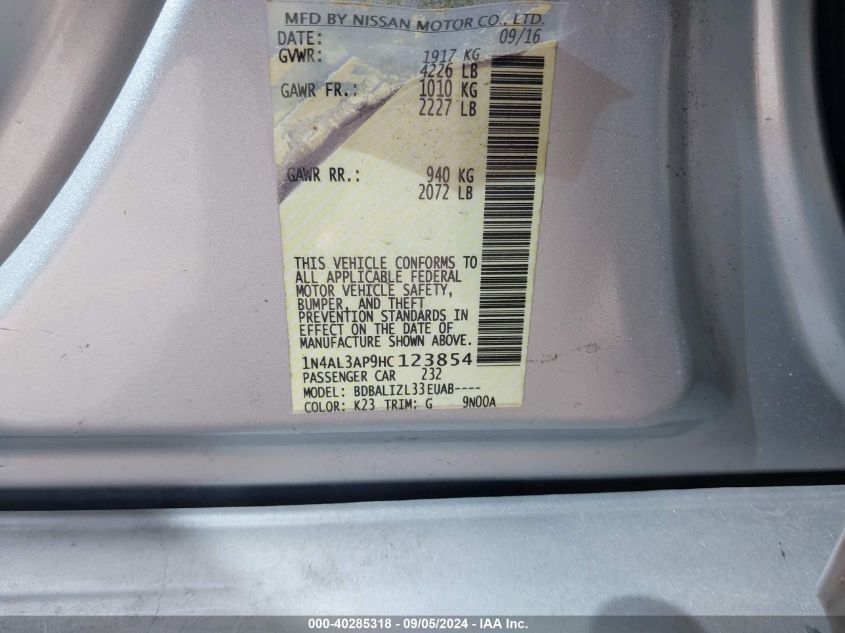 MFD BY NISSAN MOTOR CO., LTD.
DATE: 09/16
GVWR: 1917 KG
4226 LB
GAWR FR.: 1010 KG
2227 LB
GAWR RR.: 940 KG
2072 LB
THIS VEHICLE CONFORMS TO
ALL APPLICABLE FEDERAL
MOTOR VEHICLE SAFETY,
BUMPER, AND THEFT
PREVENTION STANDARDS IN
EFFECT ON THE DATE OF
MANUFACTURE SHOWN ABOVE.
1N4AL3AP9HC123854
PASSENGER CAR 232
MODEL: BDBALIZL33EUAB----
COLOR: K23 TRIM: G 9N00A
000-40285318 - 09/05/2024 - IAA Inc.